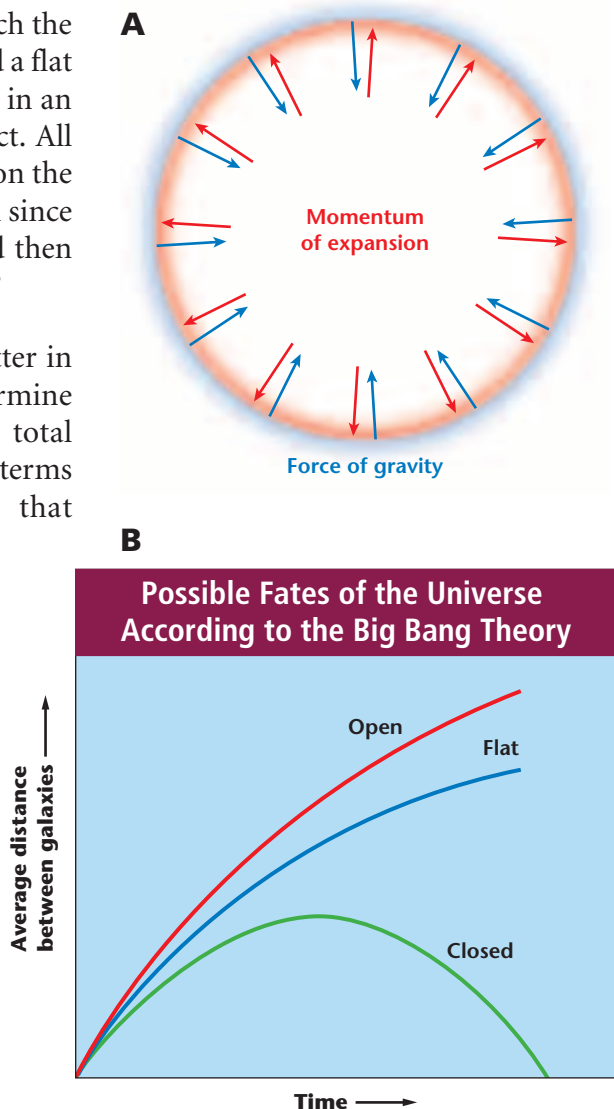 ch the
d a flat
in an
ct. All
on the
since
d then
tter in
ermine
total
terms
that
A
Momentum
of expansion
Force of gravity
B
Possible Fates of the Universe
According to the Big Bang Theory
Open
Flat
Closed
Average distance
between galaxies
Time